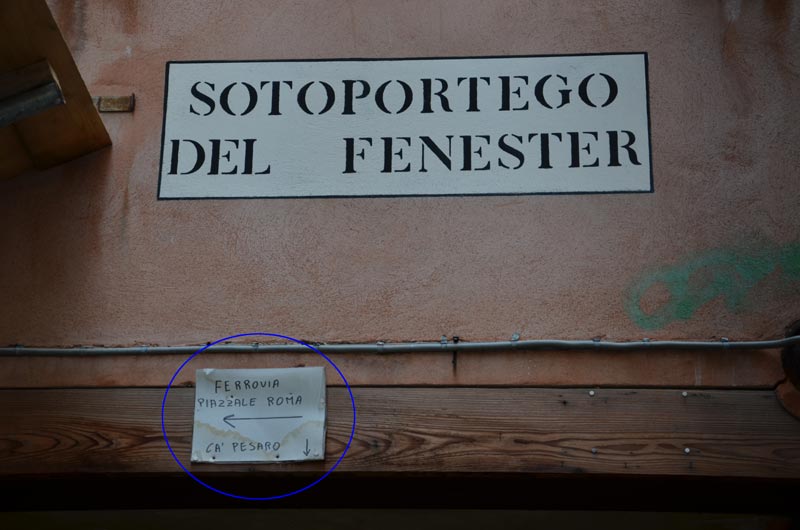 SOTOPORTEGO
DEL FENESTER
FERROVIA
PIAZZALE ROMA
←
CA' PESARO ↓